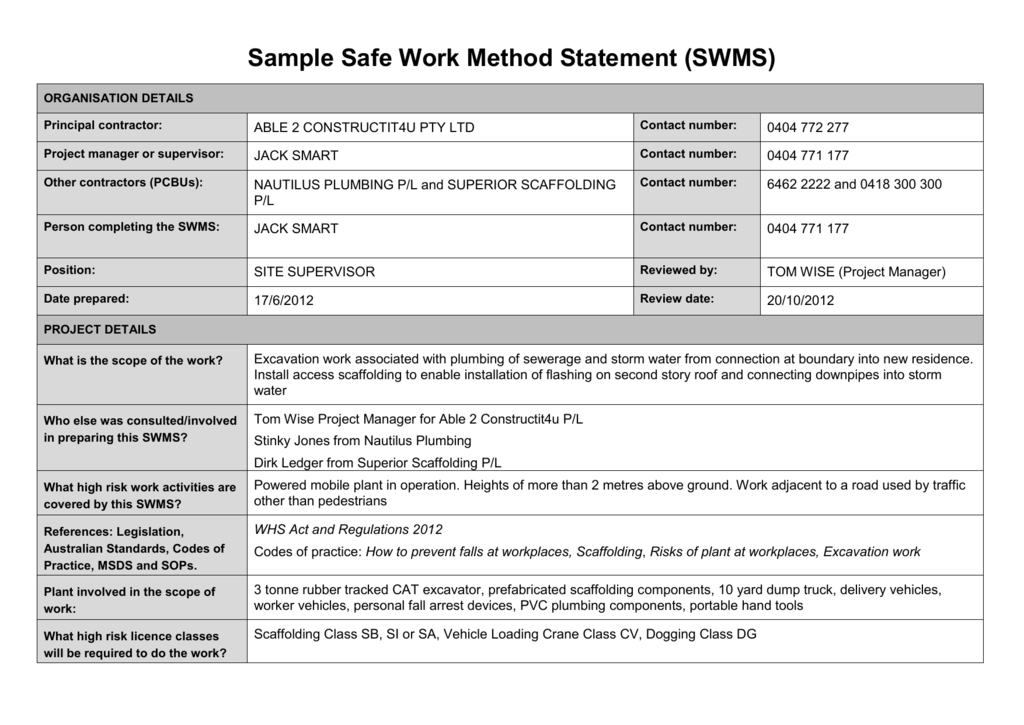 Sample Safe Work Method Statement (SWMS)
ORGANISATION DETAILS
Principal contractor: ABLE 2 CONSTRUCTIT4U PTY LTD Contact number: 0404 772 277
Project manager or supervisor: JACK SMART Contact number: 0404 771 177
Other contractors (PCBUs): NAUTILUS PLUMBING P/L and SUPERIOR SCAFFOLDING Contact number: 6462 2222 and 0418 300 300
P/L
Person completing the SWMS: JACK SMART Contact number: 0404 771 177
Position: SITE SUPERVISOR Reviewed by: TOM WISE (Project Manager)
Date prepared: 17/6/2012 Review date: 20/10/2012
PROJECT DETAILS
What is the scope of the work?
Excavation work associated with plumbing of sewerage and storm water from connection at boundary into new residence.
Install access scaffolding to enable installation of flashing on second story roof and connecting downpipes into storm
water
Who else was consulted/involved
in preparing this SWMS?
Tom Wise Project Manager for Able 2 Constructit4u P/L
Stinky Jones from Nautilus Plumbing
Dirk Ledger from Superior Scaffolding P/L
What high risk work activities are
covered by this SWMS?
Powered mobile plant in operation. Heights of more than 2 metres above ground. Work adjacent to a road used by traffic
other than pedestrians
References: Legislation,
Australian Standards, Codes of
Practice, MSDS and SOPs.
WHS Act and Regulations 2012
Codes of practice: How to prevent falls at workplaces, Scaffolding, Risks of plant at workplaces, Excavation work
Plant involved in the scope of
work:
3 tonne rubber tracked CAT excavator, prefabricated scaffolding components, 10 yard dump truck, delivery vehicles,
worker vehicles, personal fall arrest devices, PVC plumbing components, portable hand tools
What high risk licence classes
will be required to do the work?
Scaffolding Class SB, SI or SA, Vehicle Loading Crane Class CV, Dogging Class DG